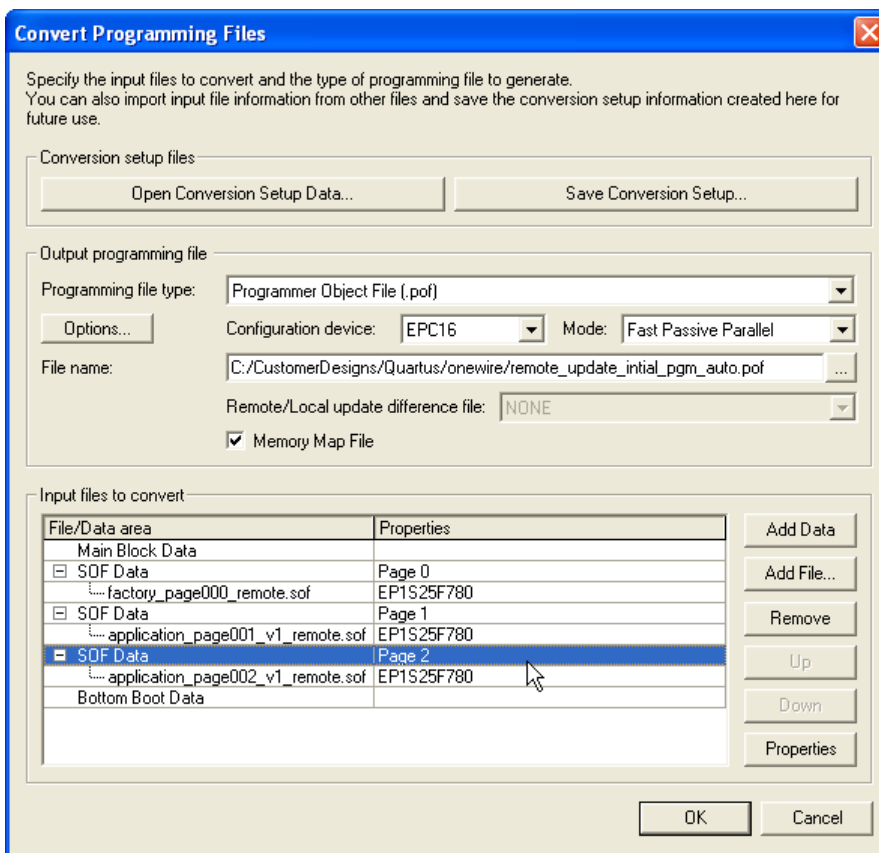 Convert Programming Files
Specify the input files to convert and the type of programming file to generate.
You can also import input file information from other files and save the conversion setup information created here for
future use.
Conversion setup files
Open Conversion Setup Data...
Save Conversion Setup...
Output programming file
Programming file type:
Programmer Object File (.pof)
Options...
Configuration device:
EPC16
Mode:
Fast Passive Parallel
File name:
C:/CustomerDesigns/Quartus/onewire/remote_update_intial_pgm_auto.pof
...
Remote/Local update difference file:
NONE
Memory Map File
Input files to convert
File/Data area
Properties
Main Block Data
SOF Data
Page 0
factory_page000_remote.sof
EP1S25F780
SOF Data
Page 1
application_page001_v1_remote.sof
EP1S25F780
SOF Data
Page 2
application_page002_v1_remote.sof
EP1S25F780
Bottom Boot Data
Add Data
Add File...
Remove
Up
Down
Properties
OK
Cancel